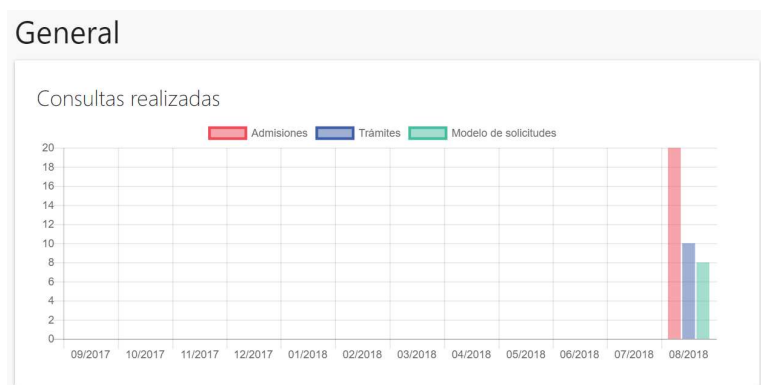 General
Consultas realizadas
Admisiones Trámites Modelo de solicitudes
20
18
16
14
12
10
8
6
4
2
0
09/2017 10/2017 11/2017 12/2017 01/2018 02/2018 03/2018 04/2018 05/2018 06/2018 07/2018 08/2018